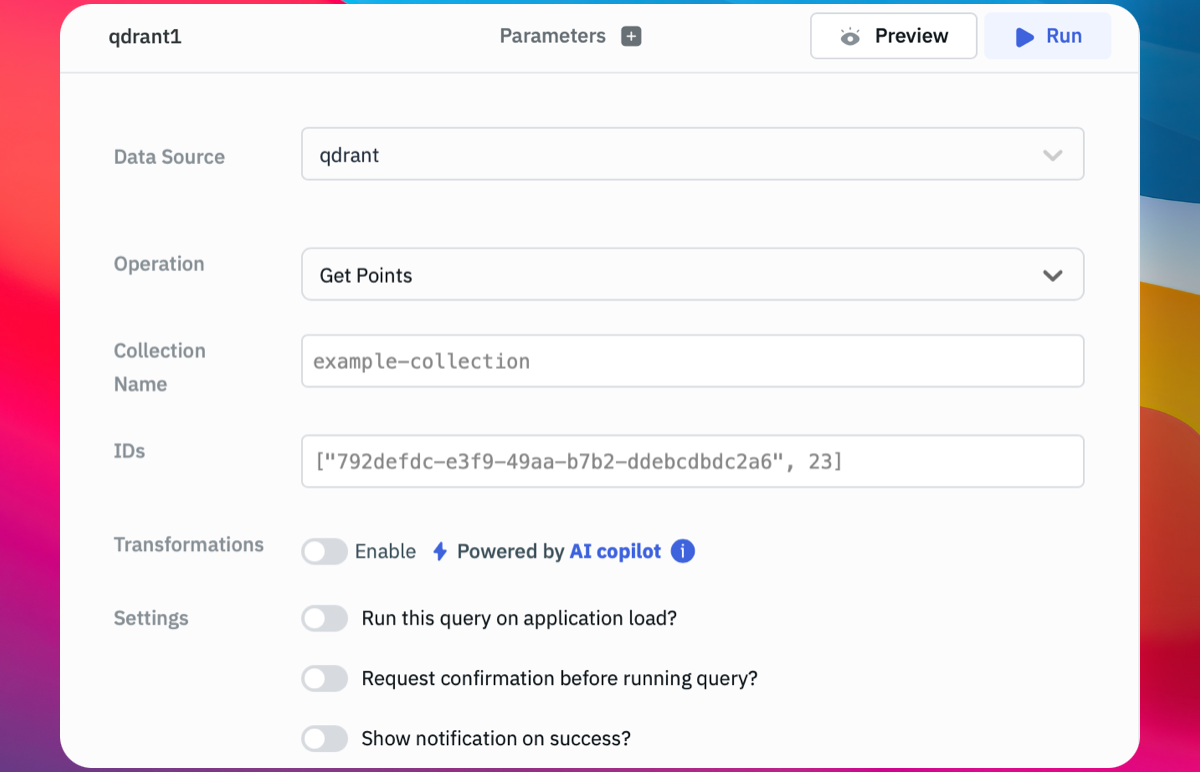 qdrant1 Parameters + Preview Run
Data Source qdrant
Operation Get Points
Collection Name example-collection
IDs ["792defdc-e3f9-49aa-b7b2-ddebcdbdc2a6", 23]
Transformations Enable Powered by AI copilot i
Settings Run this query on application load?
Request confirmation before running query?
Show notification on success?